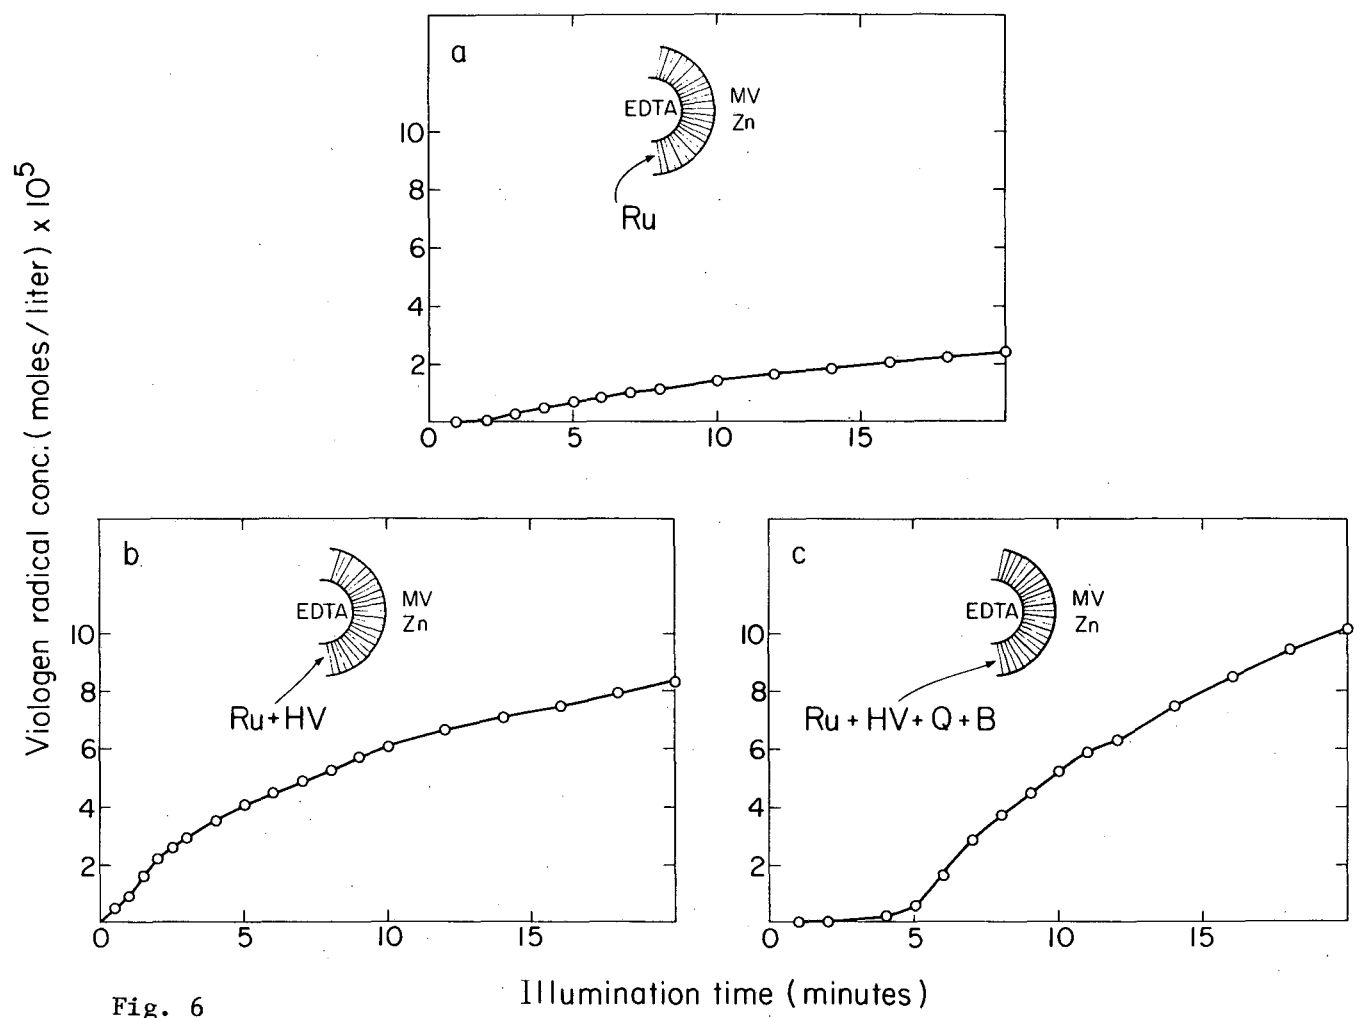 Viologen radical conc. (moles/liter) x 10⁵
a
EDTA
MV
Zn
Ru
10
8
6
4
2
0 5 10 15
b
EDTA
MV
Zn
Ru+HV
10
8
6
4
2
0 5 10 15
c
EDTA
MV
Zn
Ru + HV + Q + B
10
8
6
4
2
0 5 10 15
Illumination time (minutes)
Fig. 6